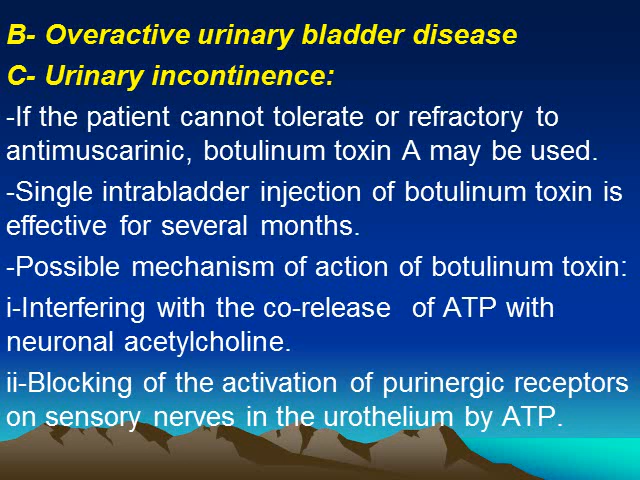 B- Overactive urinary bladder disease
C- Urinary incontinence:
-If the patient cannot tolerate or refractory to
antimuscarinic, botulinum toxin A may be used.
-Single intrabladder injection of botulinum toxin is
effective for several months.
-Possible mechanism of action of botulinum toxin:
i-Interfering with the co-release of ATP with
neuronal acetylcholine.
ii-Blocking of the activation of purinergic receptors
on sensory nerves in the urothelium by ATP.